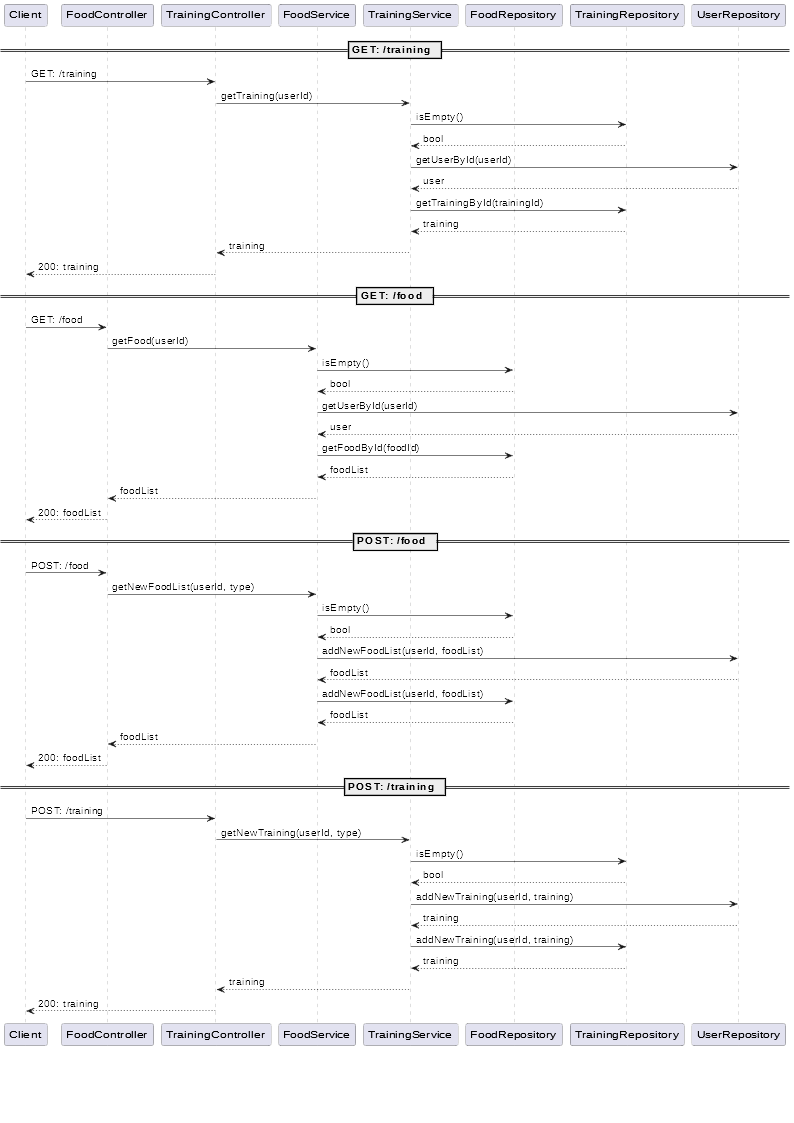 Client FoodController TrainingController FoodService TrainingService FoodRepository TrainingRepository UserRepository
GET: /training
GET: /training
getTraining(userId)
isEmpty()
bool
getUserById(userId)
user
getTrainingById(trainingId)
training
training
200: training
GET: /food
GET: /food
getFood(userId)
isEmpty()
bool
getUserById(userId)
user
getFoodById(foodId)
foodList
foodList
200: foodList
POST: /food
POST: /food
getNewFoodList(userId, type)
isEmpty()
bool
addNewFoodList(userId, foodList)
foodList
addNewFoodList(userId, foodList)
foodList
foodList
200: foodList
POST: /training
POST: /training
getNewTraining(userId, type)
isEmpty()
bool
addNewTraining(userId, training)
training
addNewTraining(userId, training)
training
training
200: training
Client FoodController TrainingController FoodService TrainingService FoodRepository TrainingRepository UserRepository